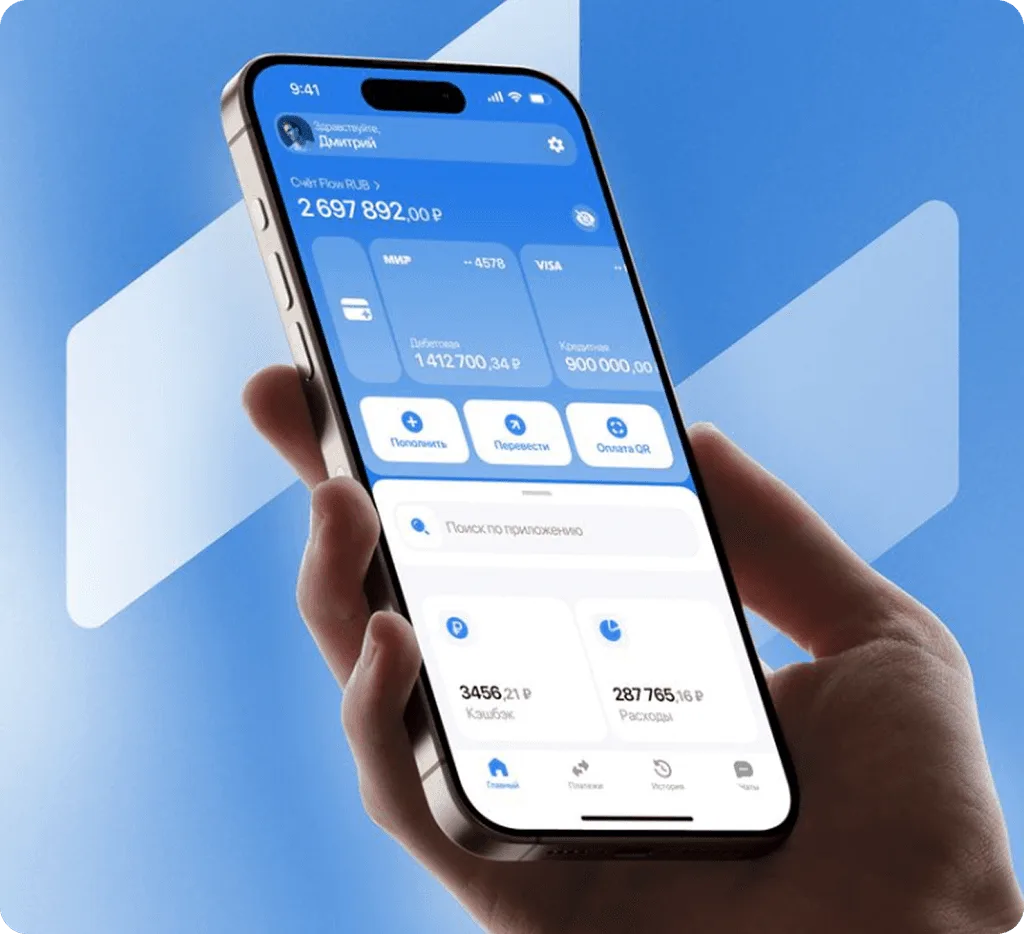 9:41
Здравствуйте,
Дмитрий
Счёт Flow RUB >
2 697 892,00 ₽
МИР ·· 4578
VISA ··
Дебетовая
1 412 700,34 ₽
Кредитная
900 000,00
Пополнить
Перевести
Оплата QR
Поиск по приложению
3456,21 ₽
Кэшбэк
287 765,16 ₽
Расходы
Главный
Платежи
История
Чаты